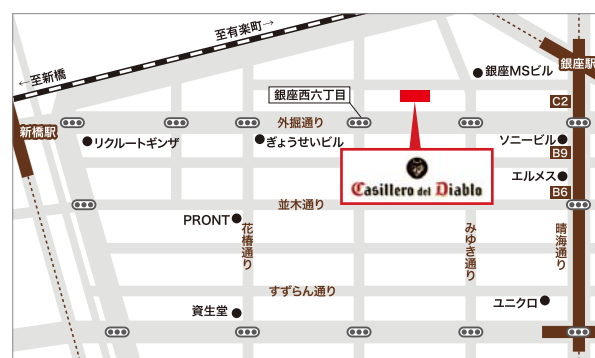 至有楽町→
←至新橋
銀座MSビル
銀座駅
銀座西六丁目
C2
新橋駅
外掘通り
リクルートギンザ
ぎょうせいビル
ソニービル
B9
エルメス
Casillero del Diablo
B6
並木通り
PRONT
花椿通り
みゆき通り
晴海通り
すずらん通り
ユニクロ
資生堂